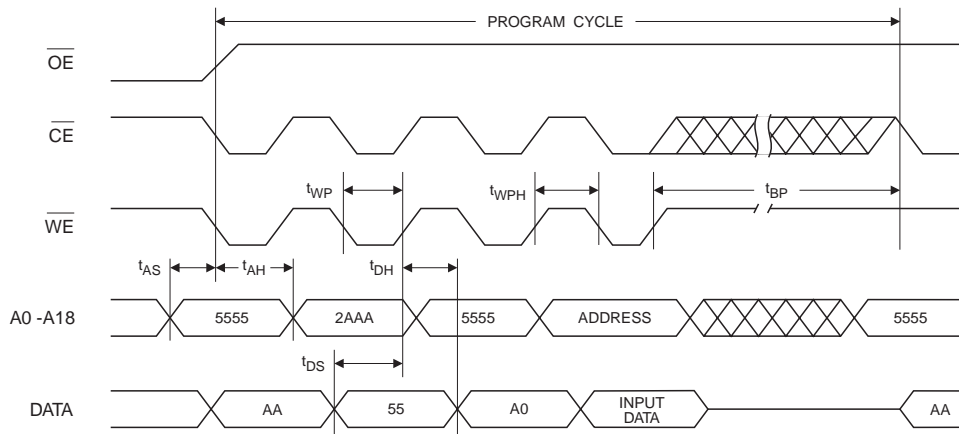 PROGRAM CYCLE
OE
CE
tWP
tWPH
tBP
WE
tAS
tAH
tDH
A0 -A18
5555
2AAA
5555
ADDRESS
5555
tDS
DATA
AA
55
A0
INPUT
DATA
AA